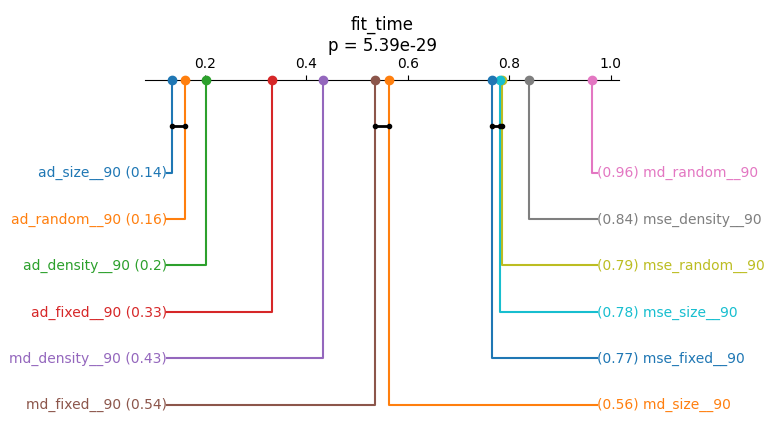 fit_time
p = 5.39e-29
0.2 0.4 0.6 0.8 1.0
ad_size__90 (0.14)
(0.96) md_random__90
ad_random__90 (0.16)
(0.84) mse_density__90
ad_density__90 (0.2)
(0.79) mse_random__90
ad_fixed__90 (0.33)
(0.78) mse_size__90
md_density__90 (0.43)
(0.77) mse_fixed__90
md_fixed__90 (0.54)
(0.56) md_size__90